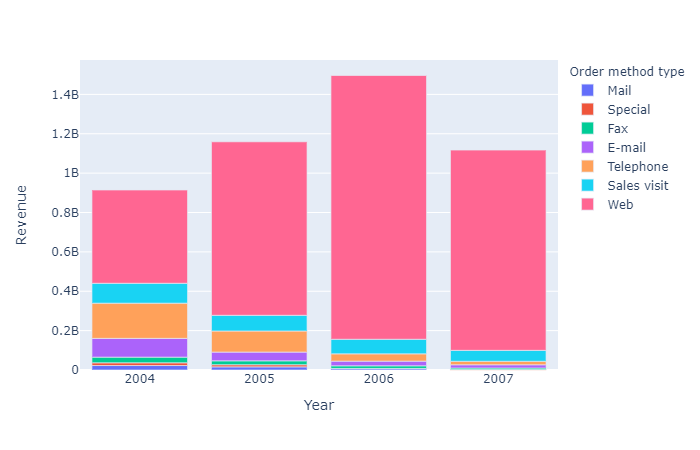 Order method type
Mail
Special
Fax
E-mail
Telephone
Sales visit
Web
Revenue
1.4B
1.2B
1B
0.8B
0.6B
0.4B
0.2B
0
2004 2005 2006 2007
Year